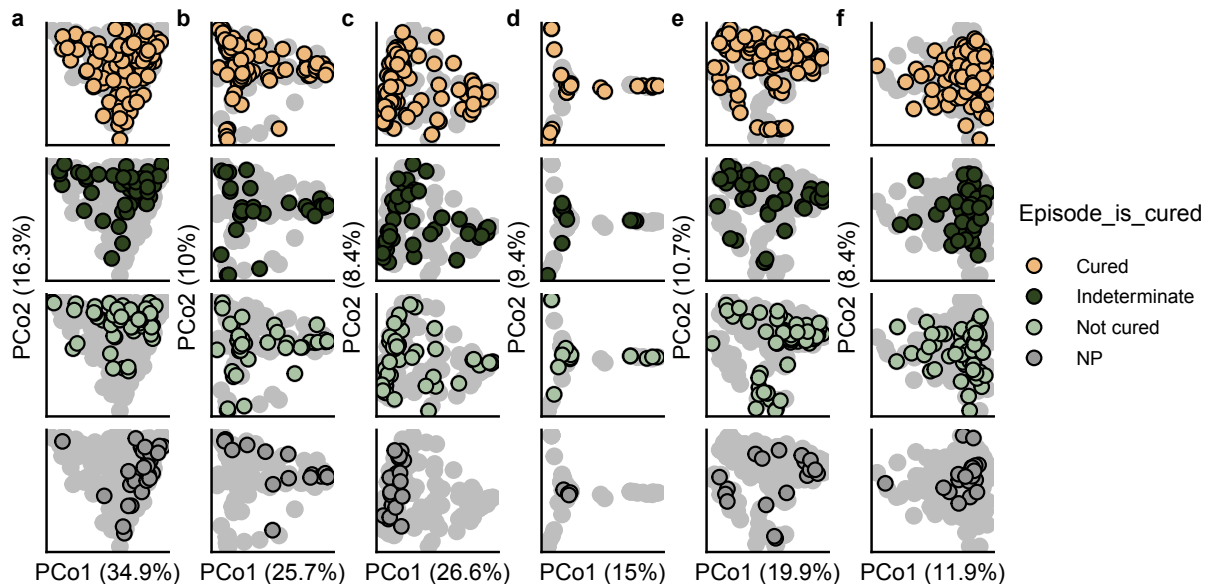 a b c d e f
PCo2 (16.3%)
PCo2 (10%)
PCo2 (8.4%)
PCo2 (9.4%)
PCo2 (10.7%)
PCo2 (8.4%)
Episode_is_cured
Cured
Indeterminate
Not cured
NP
PCo1 (34.9%) PCo1 (25.7%) PCo1 (26.6%) PCo1 (15%) PCo1 (19.9%) PCo1 (11.9%)